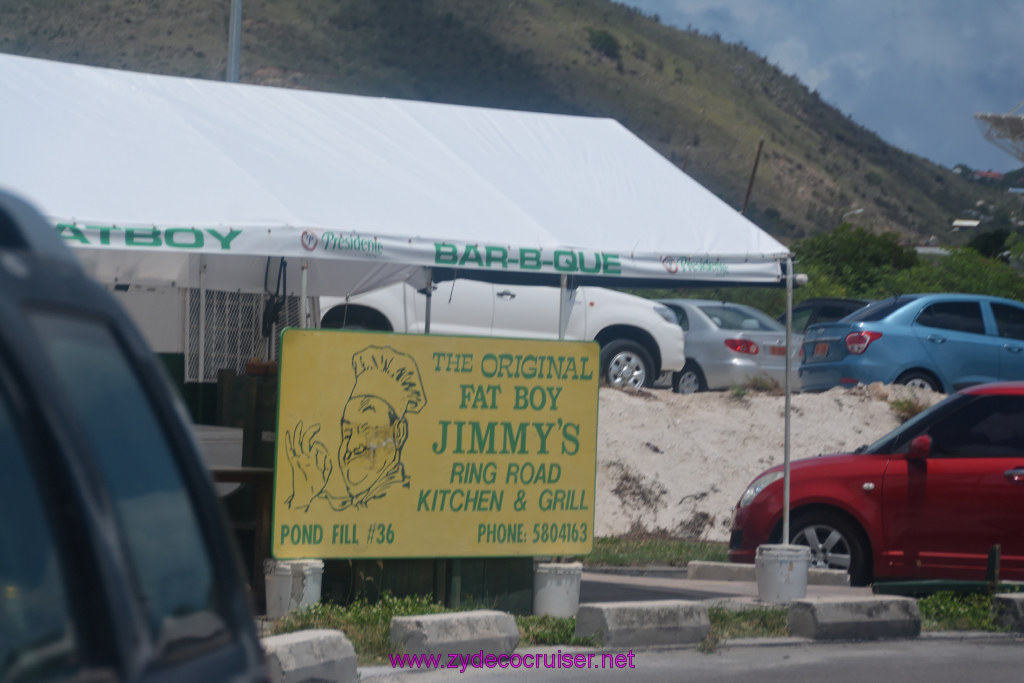 ATBOY Presidente BAR-B-QUE Presidente
THE ORIGINAL
FAT BOY
JIMMY'S
RING ROAD
KITCHEN & GRILL
POND FILL #36 PHONE: 5804163
www.zydecocruiser.net